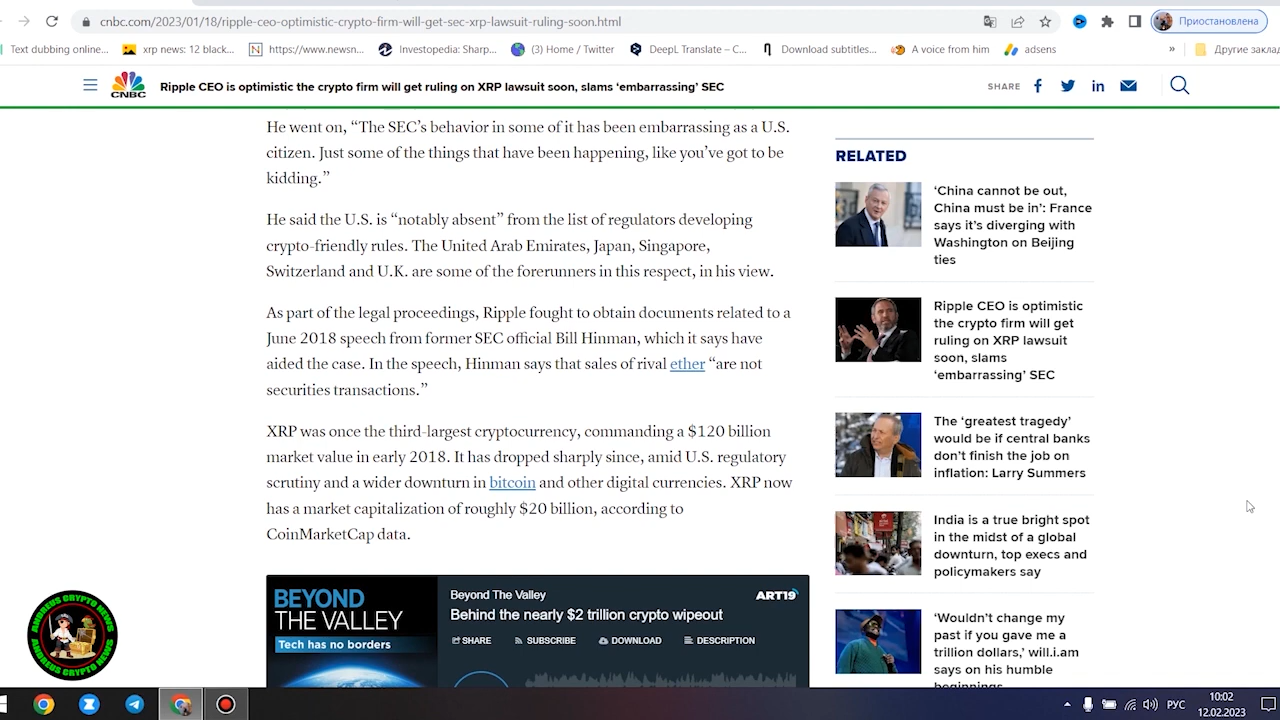 cnbc.com/2023/01/18/ripple-ceo-optimistic-crypto-firm-will-get-sec-xrp-lawsuit-ruling-soon.html
Приостановлена
Text dubbing online...
xrp news: 12 black...
https://www.newsn...
Investopedia: Sharp...
(3) Home / Twitter
DeepL Translate – C...
Download subtitles...
A voice from him
adsens
»
Другие заклад
CNBC
Ripple CEO is optimistic the crypto firm will get ruling on XRP lawsuit soon, slams ‘embarrassing’ SEC
SHARE
He went on, “The SEC’s behavior in some of it has been embarrassing as a U.S.
citizen. Just some of the things that have been happening, like you’ve got to be
kidding.”
He said the U.S. is “notably absent” from the list of regulators developing
crypto-friendly rules. The United Arab Emirates, Japan, Singapore,
Switzerland and U.K. are some of the forerunners in this respect, in his view.
As part of the legal proceedings, Ripple fought to obtain documents related to a
June 2018 speech from former SEC official Bill Hinman, which it says have
aided the case. In the speech, Hinman says that sales of rival ether “are not
securities transactions.”
XRP was once the third-largest cryptocurrency, commanding a $120 billion
market value in early 2018. It has dropped sharply since, amid U.S. regulatory
scrutiny and a wider downturn in bitcoin and other digital currencies. XRP now
has a market capitalization of roughly $20 billion, according to
CoinMarketCap data.
BEYOND
THE VALLEY
Tech has no borders
Beyond The Valley
Behind the nearly $2 trillion crypto wipeout
ART19
SHARE
SUBSCRIBE
DOWNLOAD
DESCRIPTION
RELATED
‘China cannot be out,
China must be in’: France
says it’s diverging with
Washington on Beijing
ties
Ripple CEO is optimistic
the crypto firm will get
ruling on XRP lawsuit
soon, slams
‘embarrassing’ SEC
The ‘greatest tragedy’
would be if central banks
don’t finish the job on
inflation: Larry Summers
India is a true bright spot
in the midst of a global
downturn, top execs and
policymakers say
‘Wouldn’t change my
past if you gave me a
trillion dollars,’ will.i.am
says on his humble
beginnings
ANDREUS CRYPTO NEWS
ANDREUS CRYPTO NEWS
РУС
10:02
12.02.2023